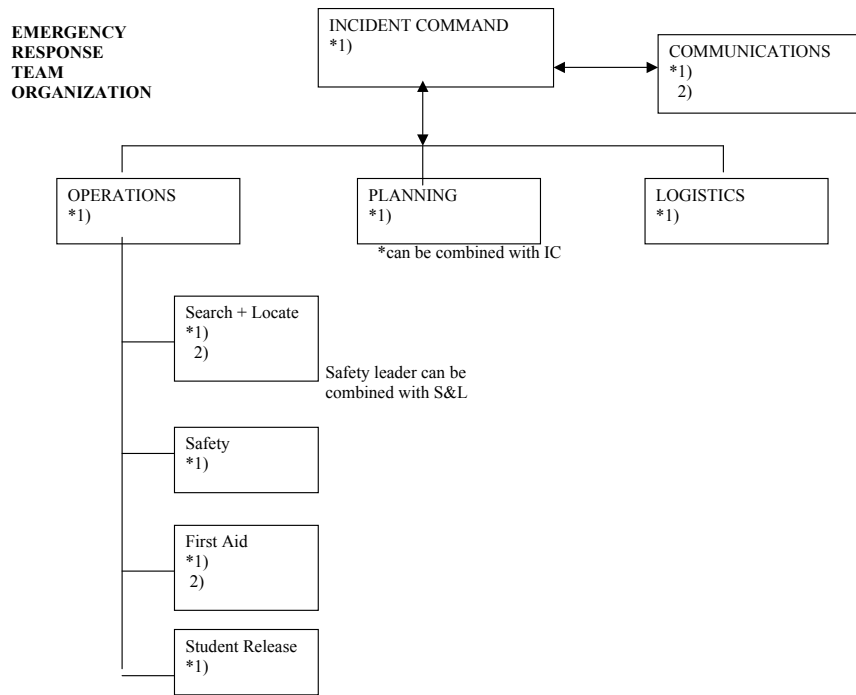 EMERGENCY
RESPONSE
TEAM
ORGANIZATION
INCIDENT COMMAND
*1)
COMMUNICATIONS
*1)
2)
OPERATIONS
*1)
PLANNING
*1)
*can be combined with IC
LOGISTICS
*1)
Search + Locate
*1)
2)
Safety leader can be
combined with S&L
Safety
*1)
First Aid
*1)
2)
Student Release
*1)